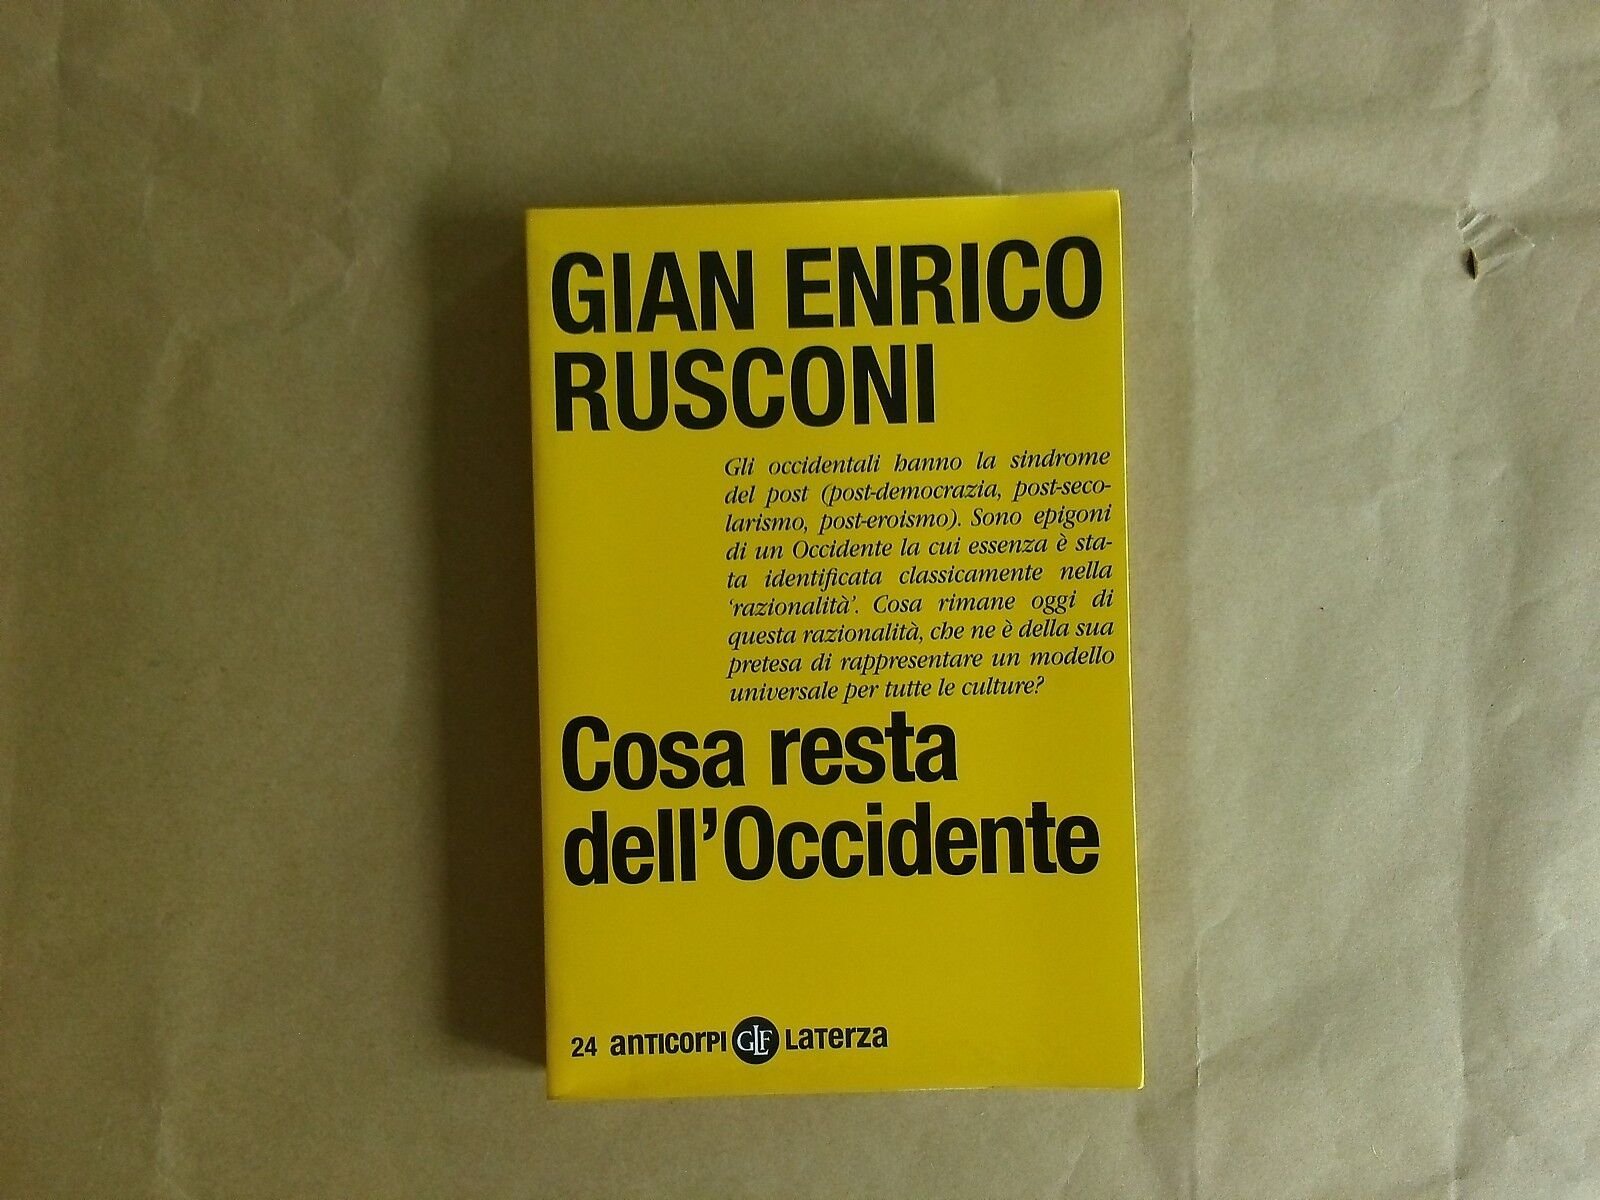 GIAN ENRICO
RUSCONI
Gli occidentali hanno la sindrome
del post (post-democrazia, post-seco-
larismo, post-eroismo). Sono epigoni
di un Occidente la cui essenza è sta-
ta identificata classicamente nella
‘razionalità’. Cosa rimane oggi di
questa razionalità, che ne è della sua
pretesa di rappresentare un modello
universale per tutte le culture?
Cosa resta
dell’Occidente
24 anticorpi GLF Laterza